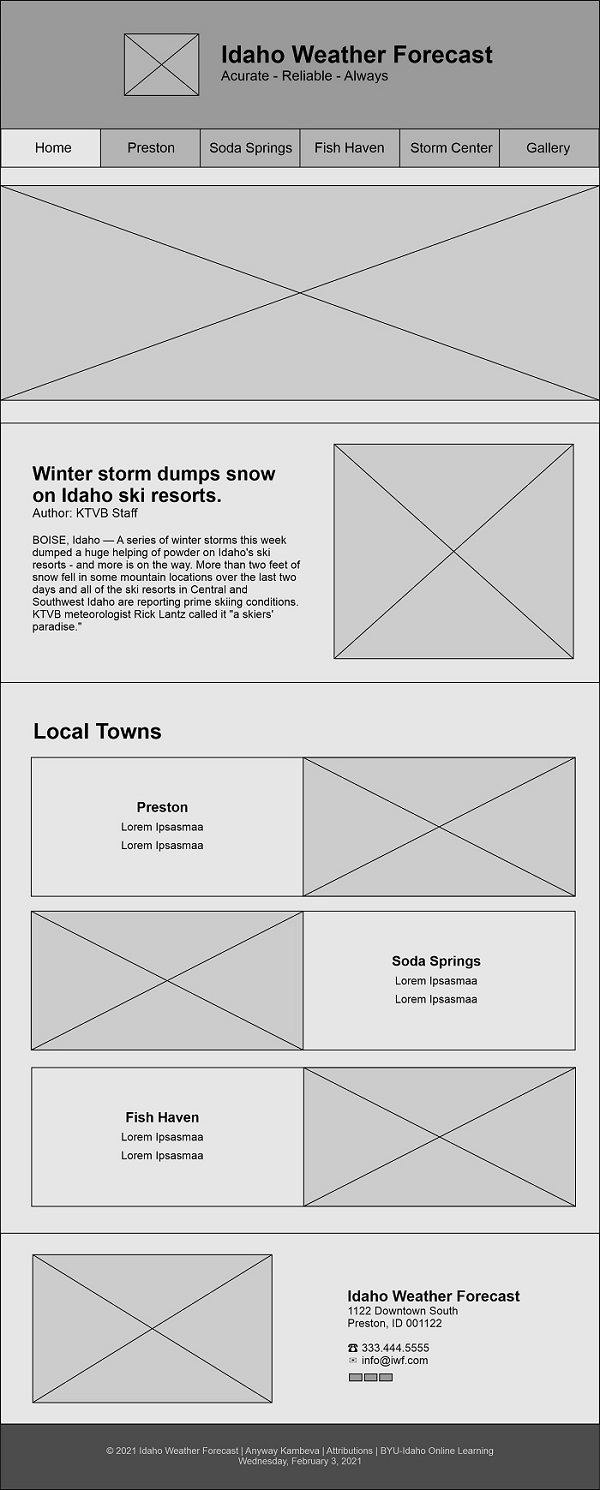 Idaho Weather Forecast
Acurate - Reliable - Always
Home Preston Soda Springs Fish Haven Storm Center Gallery
Winter storm dumps snow
on Idaho ski resorts.
Author: KTVB Staff
BOISE, Idaho — A series of winter storms this week
dumped a huge helping of powder on Idaho's ski
resorts - and more is on the way. More than two feet of
snow fell in some mountain locations over the last two
days and all of the ski resorts in Central and
Southwest Idaho are reporting prime skiing conditions.
KTVB meteorologist Rick Lantz called it "a skiers'
paradise."
Local Towns
Preston
Lorem Ipsasmaa
Lorem Ipsasmaa
Soda Springs
Lorem Ipsasmaa
Lorem Ipsasmaa
Fish Haven
Lorem Ipsasmaa
Lorem Ipsasmaa
Idaho Weather Forecast
1122 Downtown South
Preston, ID 001122
☎ 333.444.5555
✉ info@iwf.com
© 2021 Idaho Weather Forecast | Anyway Kambeva | Attributions | BYU-Idaho Online Learning
Wednesday, February 3, 2021